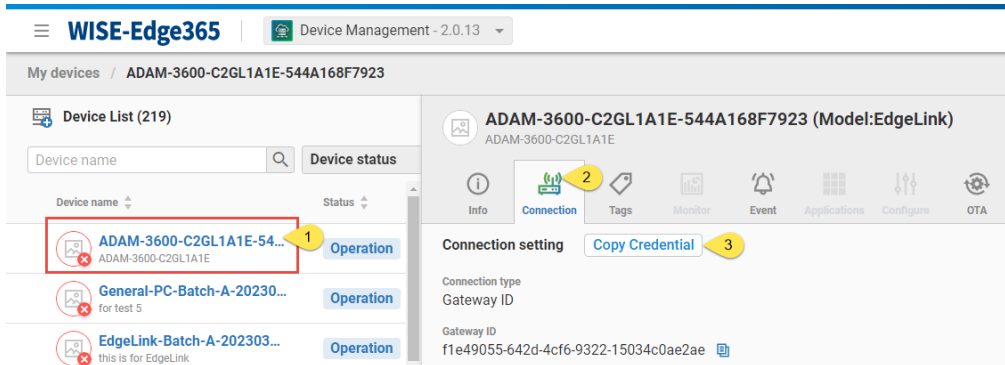 WISE-Edge365
Device Management - 2.0.13
My devices / ADAM-3600-C2GL1A1E-544A168F7923
Device List (219)
Device name
Device status
Device name
Status
ADAM-3600-C2GL1A1E-54...
1
Operation
ADAM-3600-C2GL1A1E
General-PC-Batch-A-20230...
Operation
for test 5
EdgeLink-Batch-A-202303...
Operation
this is for EdgeLink
ADAM-3600-C2GL1A1E-544A168F7923 (Model:EdgeLink)
ADAM-3600-C2GL1A1E
2
Info
Connection
Tags
Monitor
Event
Applications
Configure
OTA
Connection setting
Copy Credential
3
Connection type
Gateway ID
Gateway ID
f1e49055-642d-4cf6-9322-15034c0ae2ae